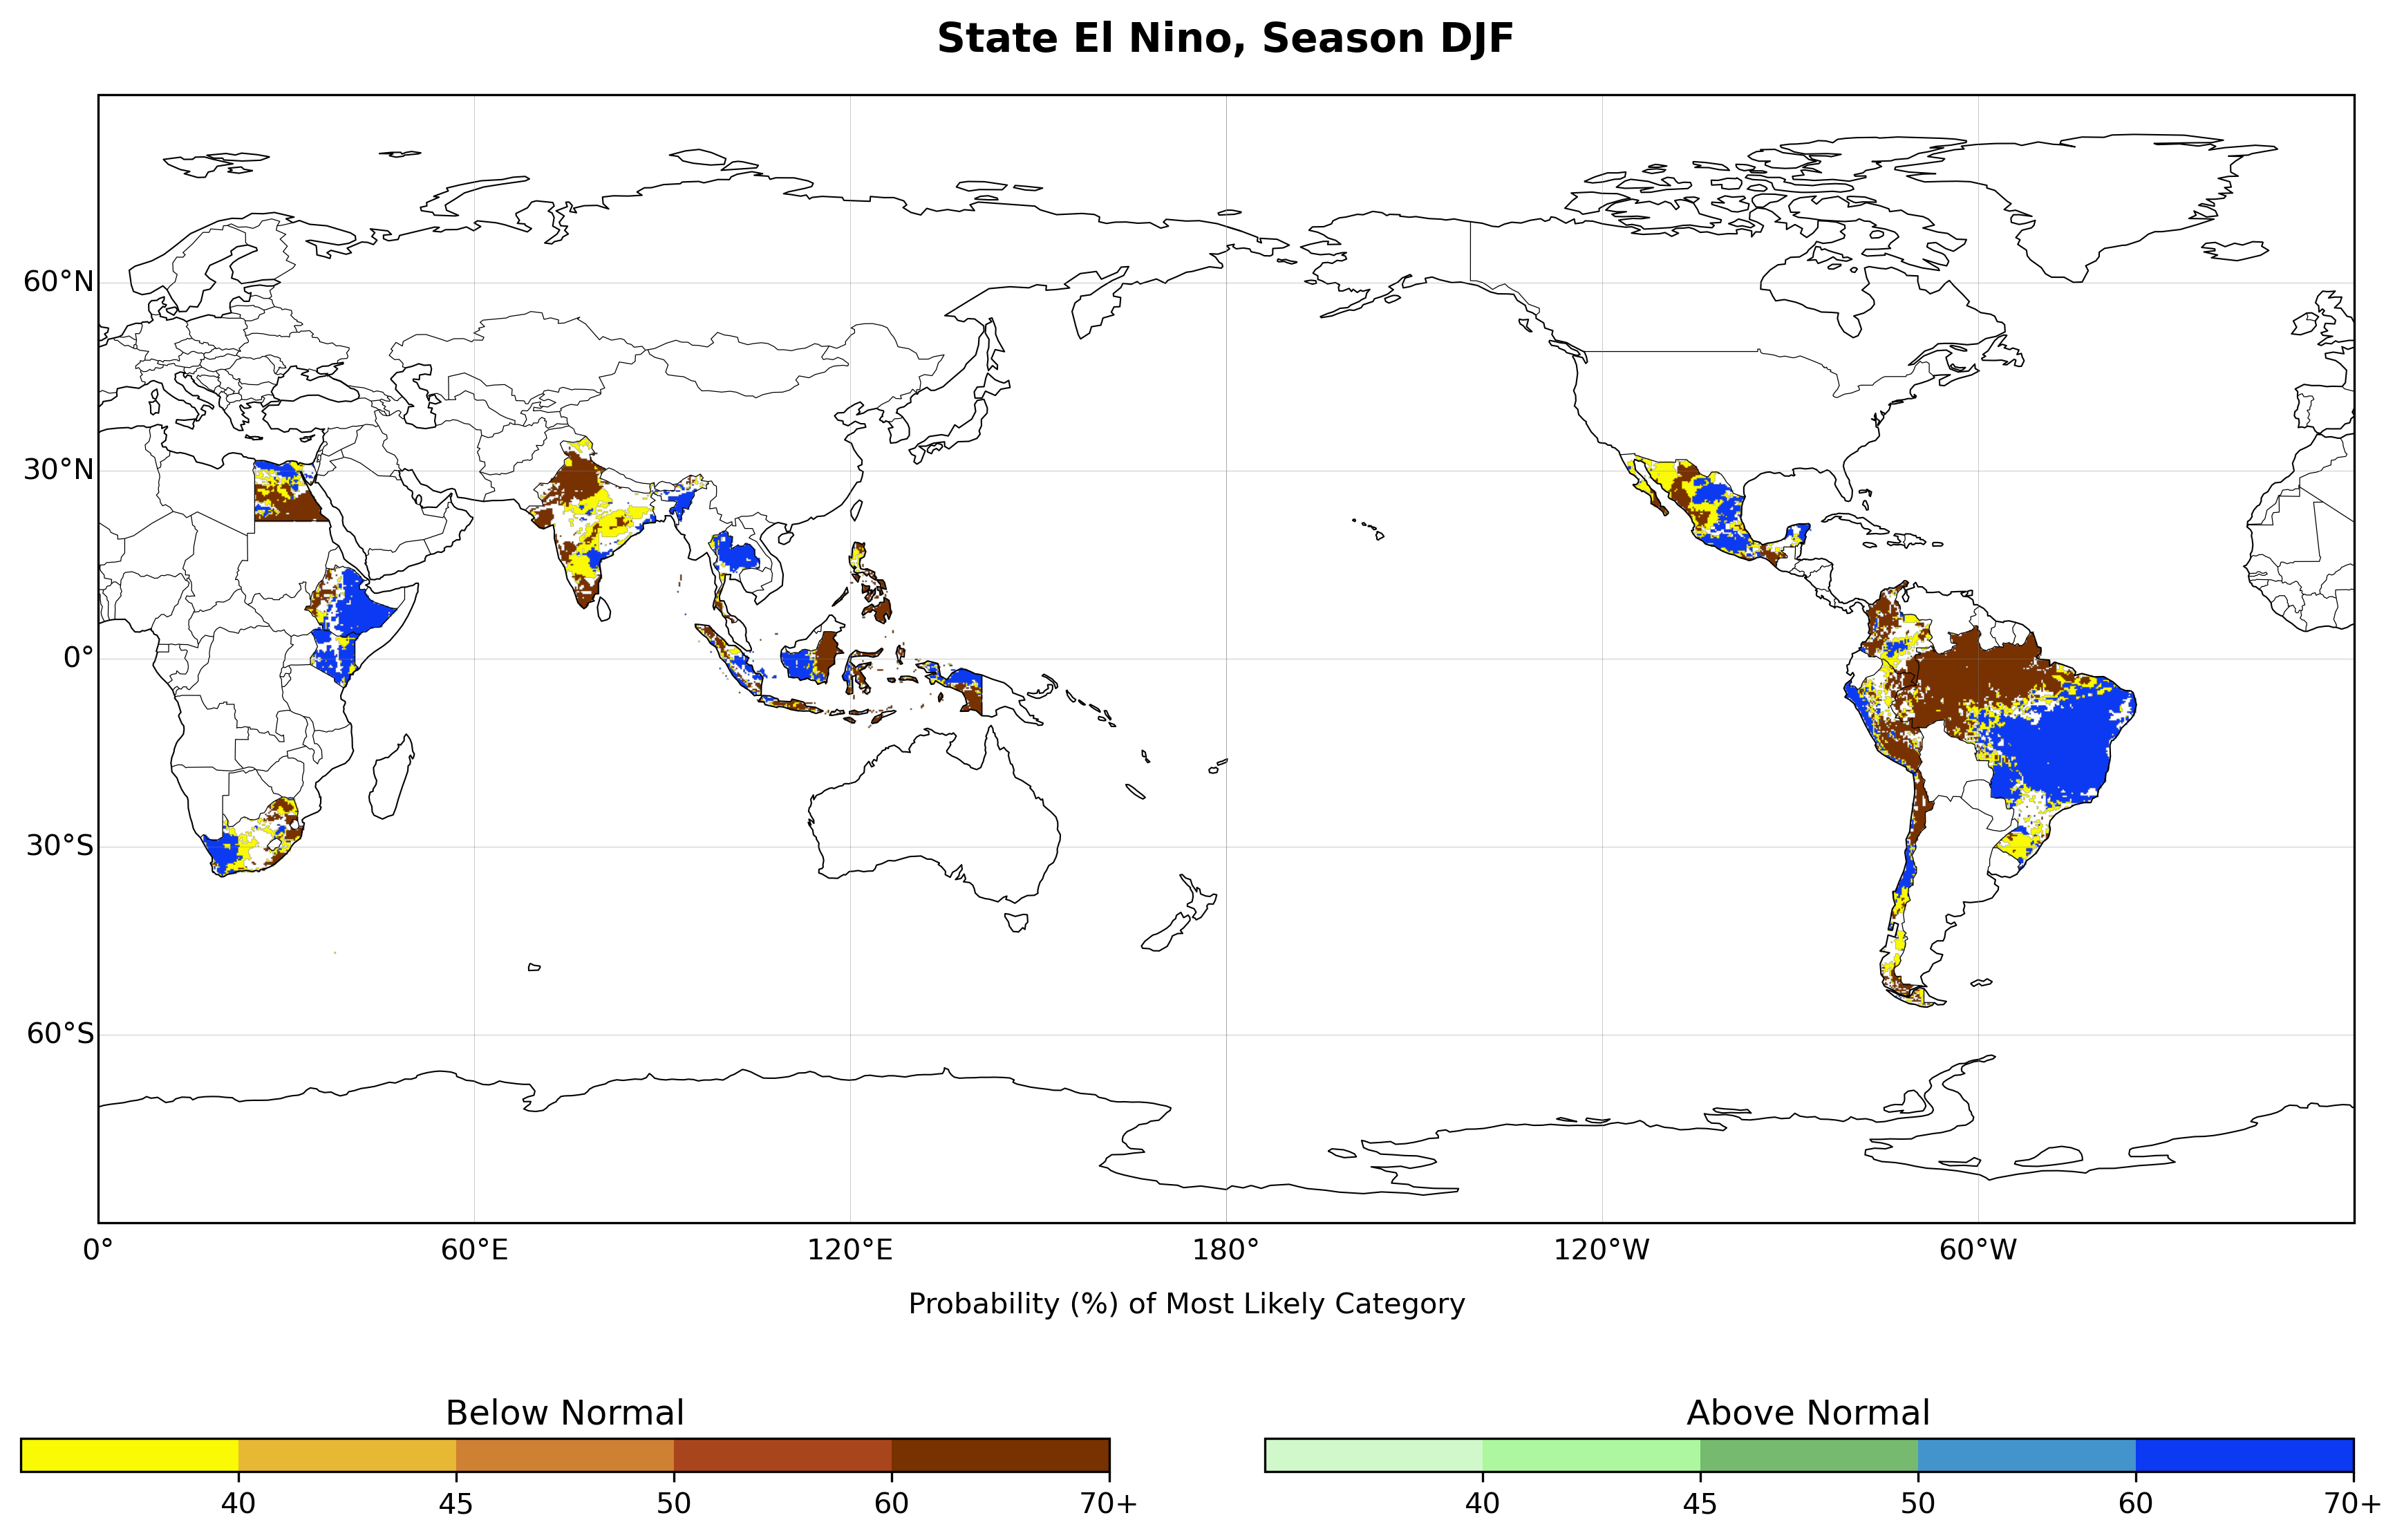 State El Nino, Season DJF
60°N
30°N
0°
30°S
60°S
0° 60°E 120°E 180° 120°W 60°W
Probability (%) of Most Likely Category
Below Normal
40 45 50 60 70+
Above Normal
40 45 50 60 70+